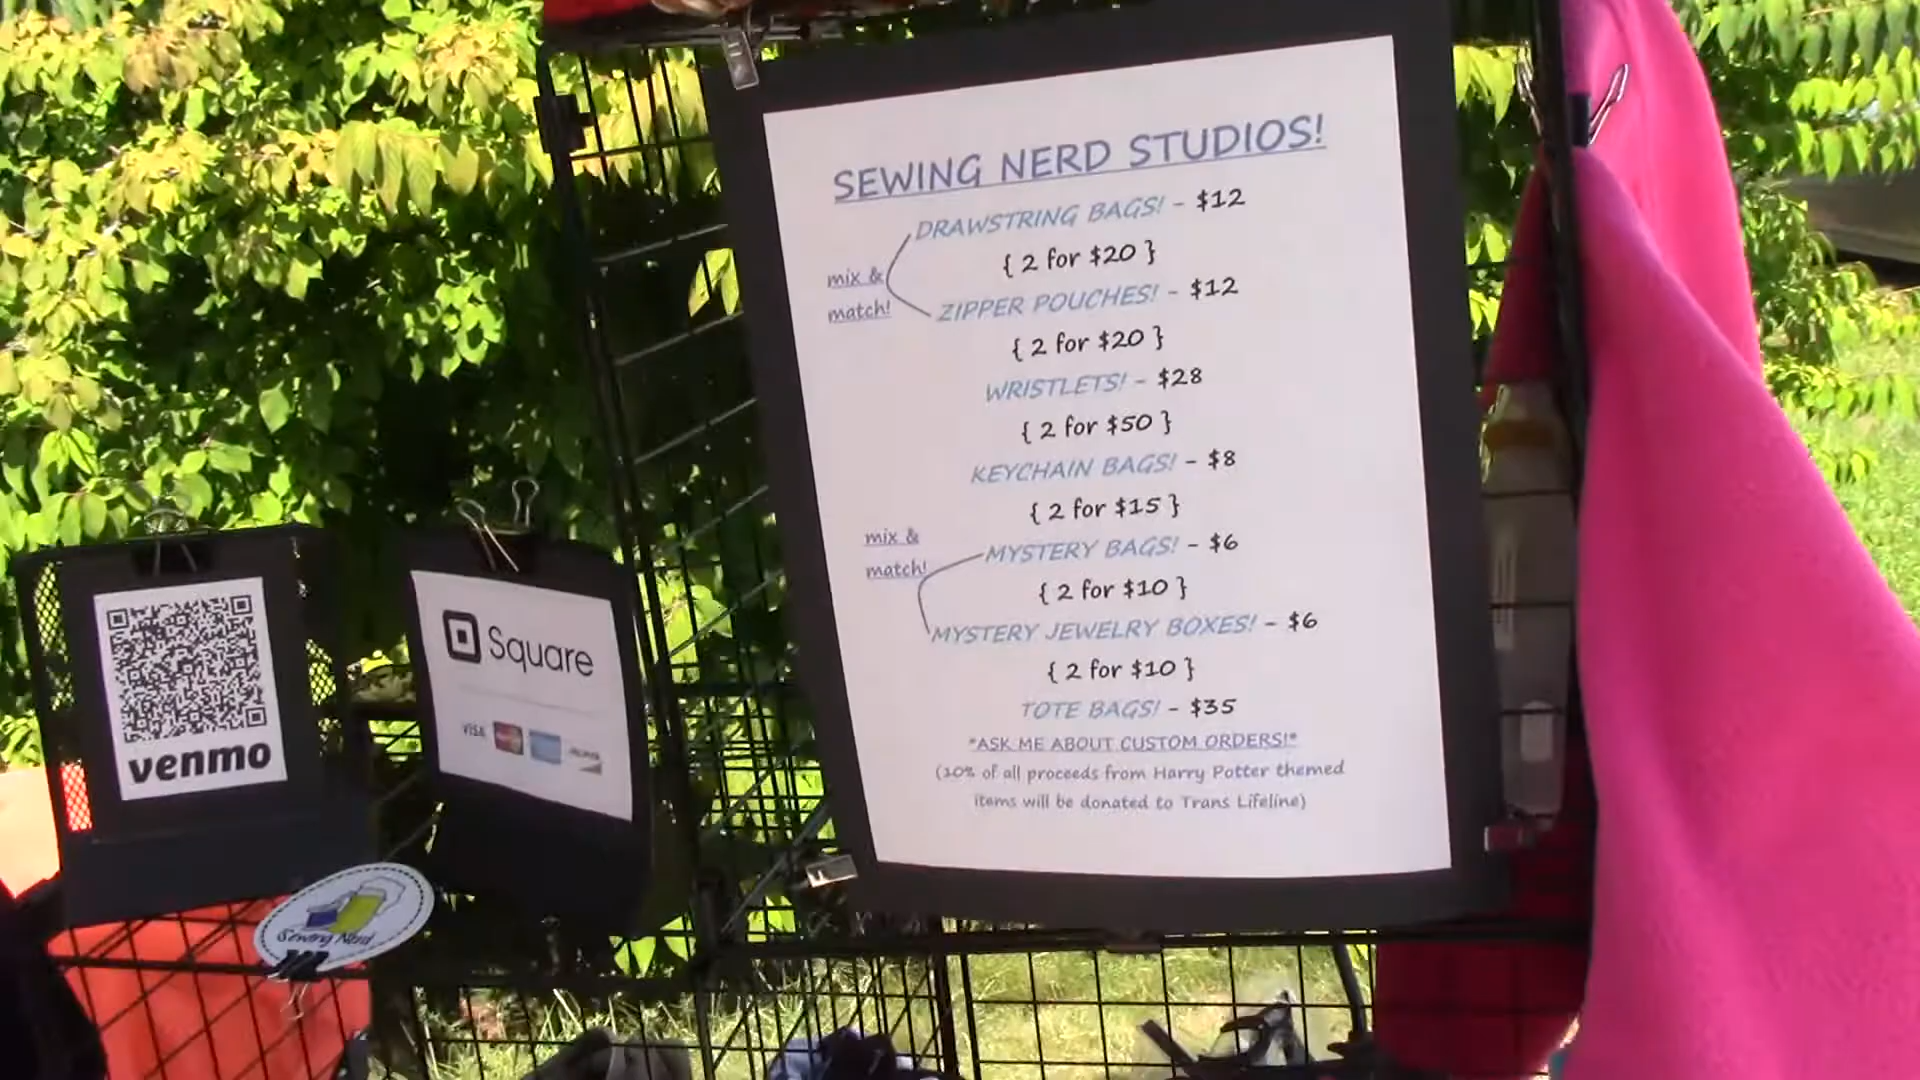 SEWING NERD STUDIOS!
DRAWSTRING BAGS! - $12
{ 2 for $20 }
mix &
match!
ZIPPER POUCHES! - $12
{ 2 for $20 }
WRISTLETS! - $28
{ 2 for $50 }
KEYCHAIN BAGS! - $8
{ 2 for $15 }
mix &
match!
MYSTERY BAGS! - $6
{ 2 for $10 }
MYSTERY JEWELRY BOXES! - $6
{ 2 for $10 }
TOTE BAGS! - $35
*ASK ME ABOUT CUSTOM ORDERS!*
(10% of all proceeds from Harry Potter themed
items will be donated to Trans Lifeline)
venmo
Square
VISA
Sewing Nerd